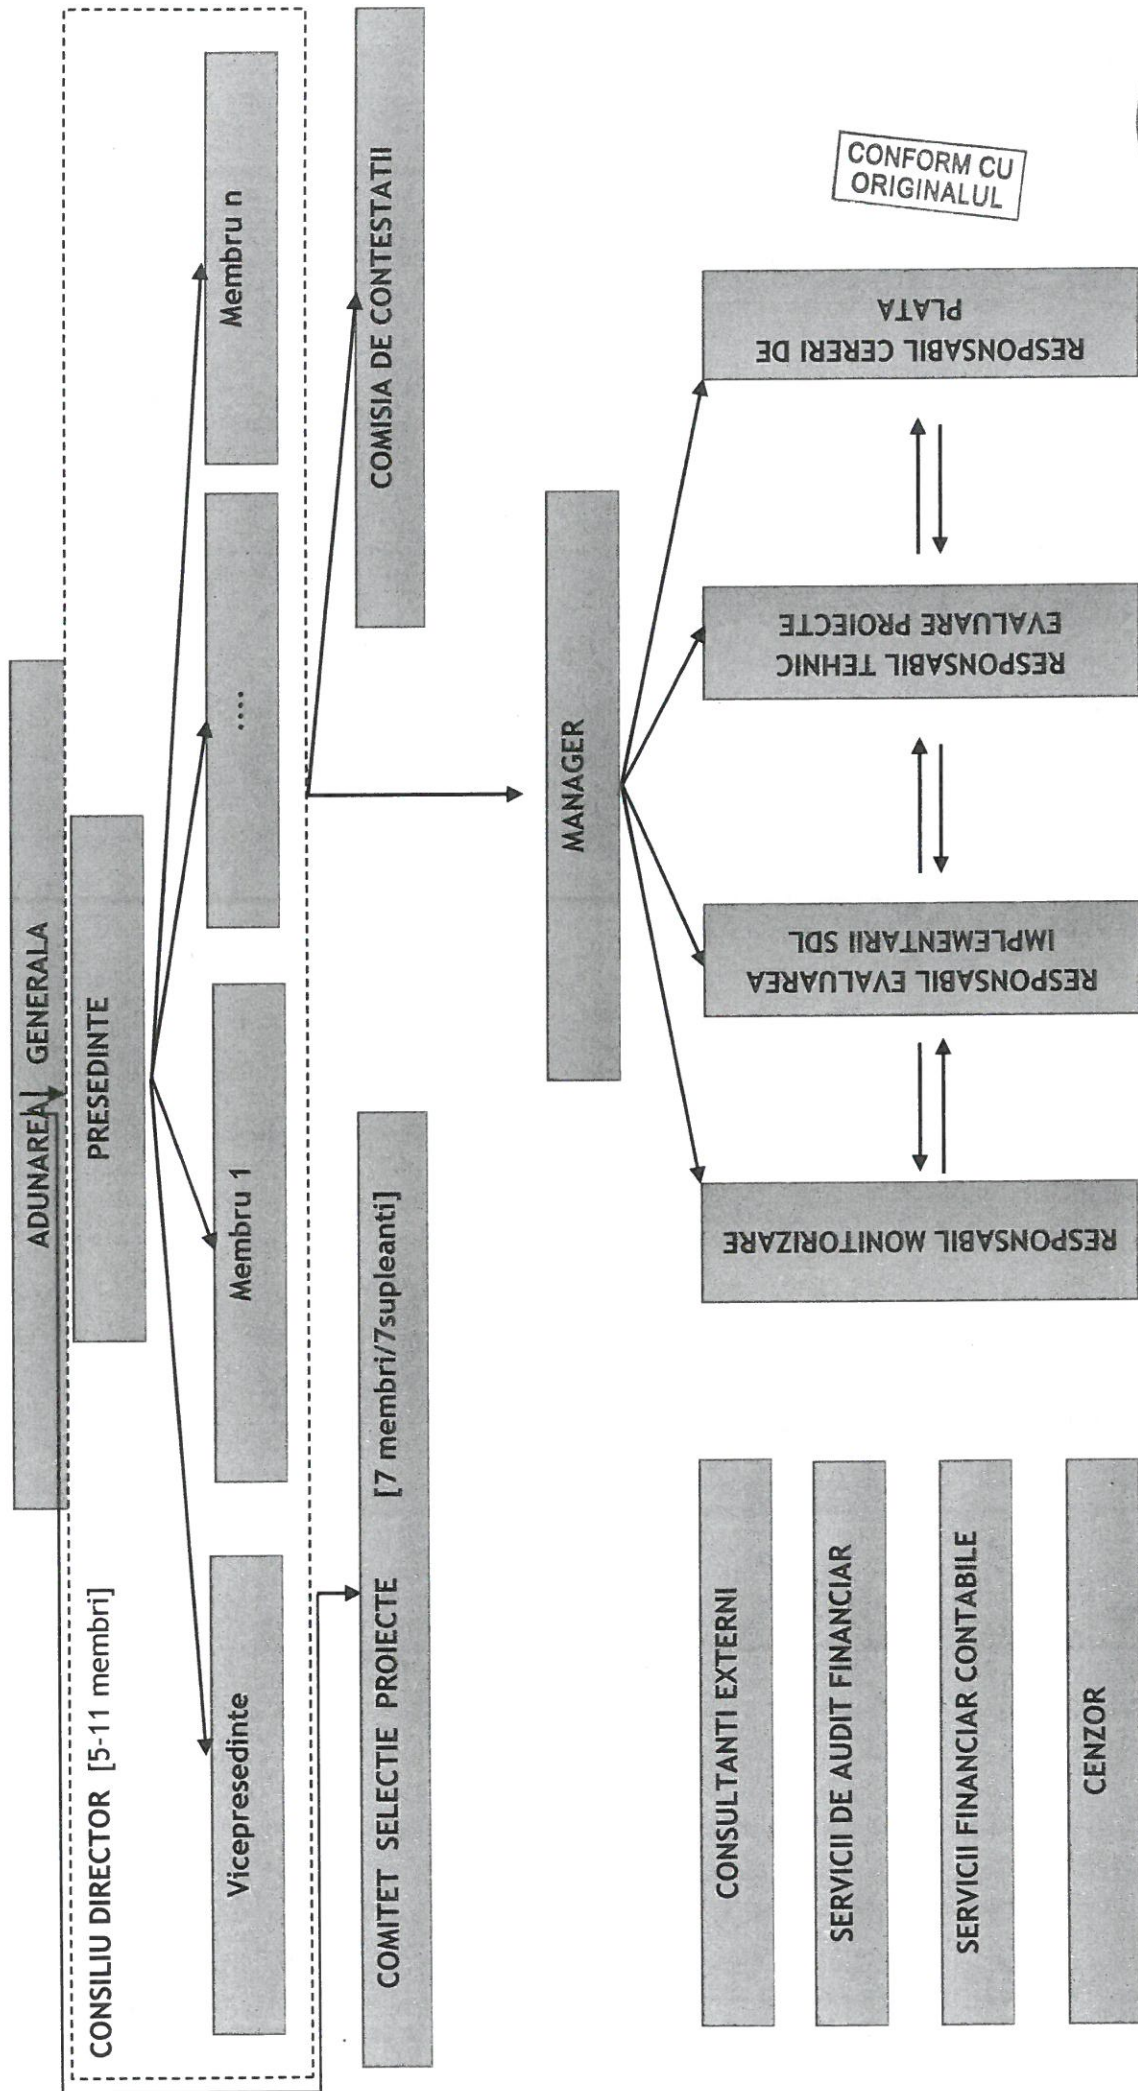 ADUNAREA GENERALA
CONSILIU DIRECTOR [5-11 membri]
PRESEDINTE
Vicepresedinte
Membru 1
....
Membru n
COMITET SELECTIE PROIECTE [7 membri/7supleanti]
COMISIA DE CONTESTATII
MANAGER
CONSULTANTI EXTERNI
SERVICII DE AUDIT FINANCIAR
SERVICII FINANCIAR CONTABILE
CENZOR
RESPONSABIL MONITORIZARE
RESPONSABIL EVALUAREA
IMPLEMENTARII SDL
RESPONSABIL TEHNIC
EVALUARE PROIECTE
RESPONSABIL CERERI DE
PLATA
CONFORM CU
ORIGINALUL